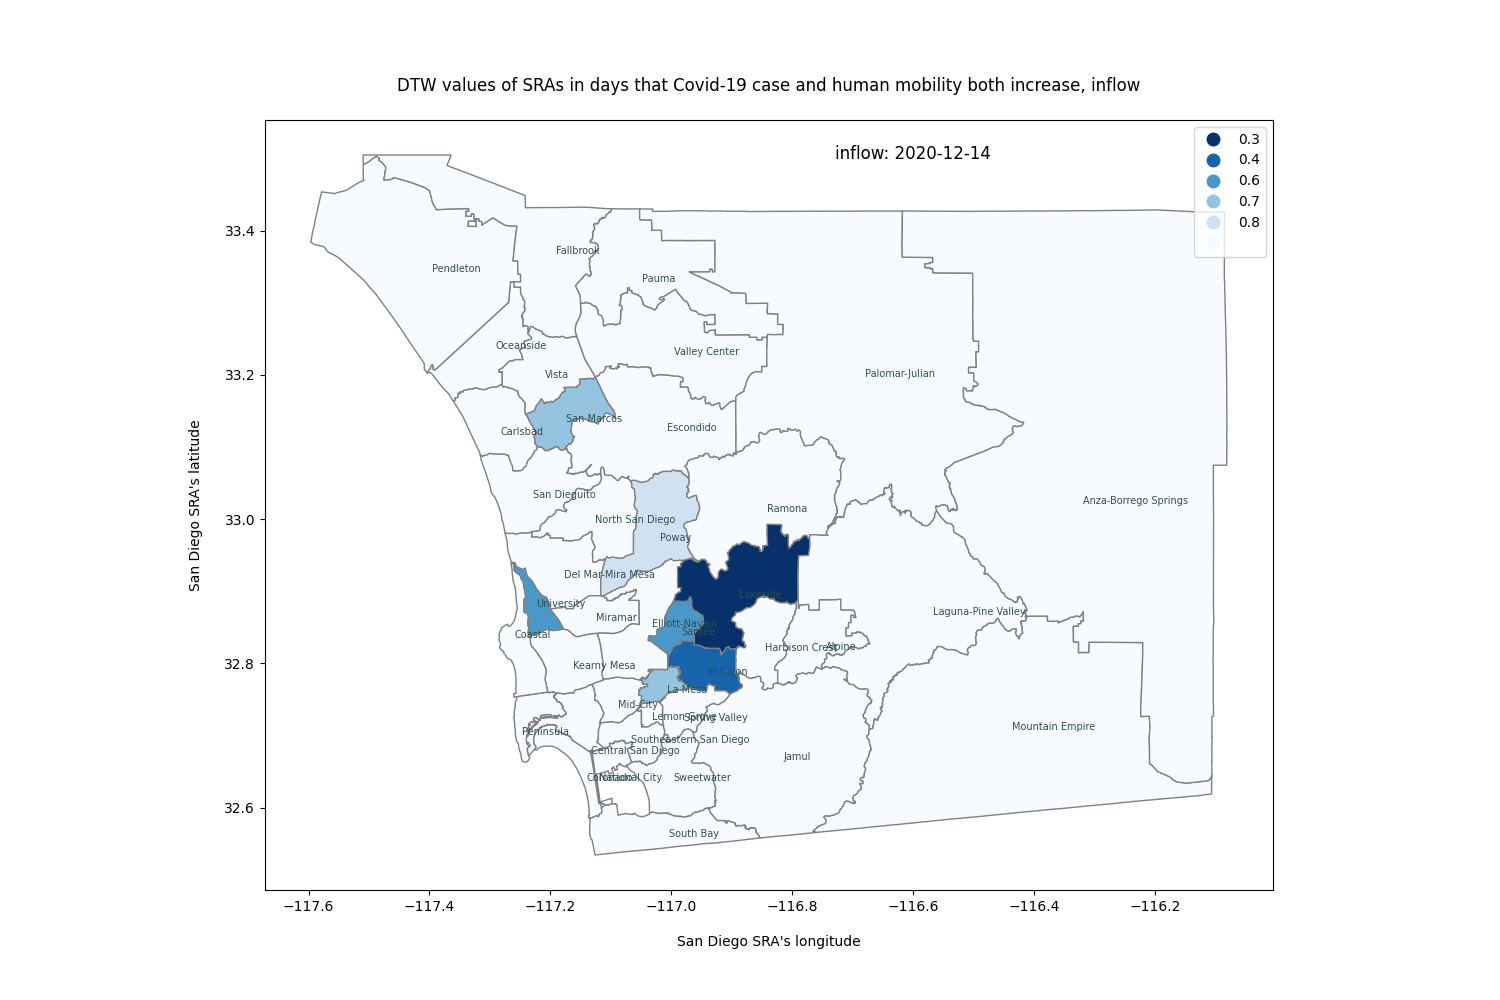 DTW values of SRAs in days that Covid-19 case and human mobility both increase, inflow
inflow: 2020-12-14
0.3
0.4
0.6
0.7
0.8
33.4
33.2
33.0
32.8
32.6
San Diego SRA's latitude
Fallbrook
Pendleton
Pauma
Oceanside
Valley Center
Vista
Palomar-Julian
San Marcos
Carlsbad
Escondido
San Dieguito
Anza-Borrego Springs
Ramona
North San Diego
Poway
Del Mar-Mira Mesa
Lakeside
University
Laguna-Pine Valley
Miramar
Elliott-Navajo
Santee
Coastal
Harbison Crest
Alpine
Kearny Mesa
El Cajon
La Mesa
Mid-City
Lemon Grove
Spring Valley
Mountain Empire
Peninsula
Southeastern San Diego
Central San Diego
Jamul
Coronado
National City
Sweetwater
South Bay
−117.6
−117.4
−117.2
−117.0
−116.8
−116.6
−116.4
−116.2
San Diego SRA's longitude